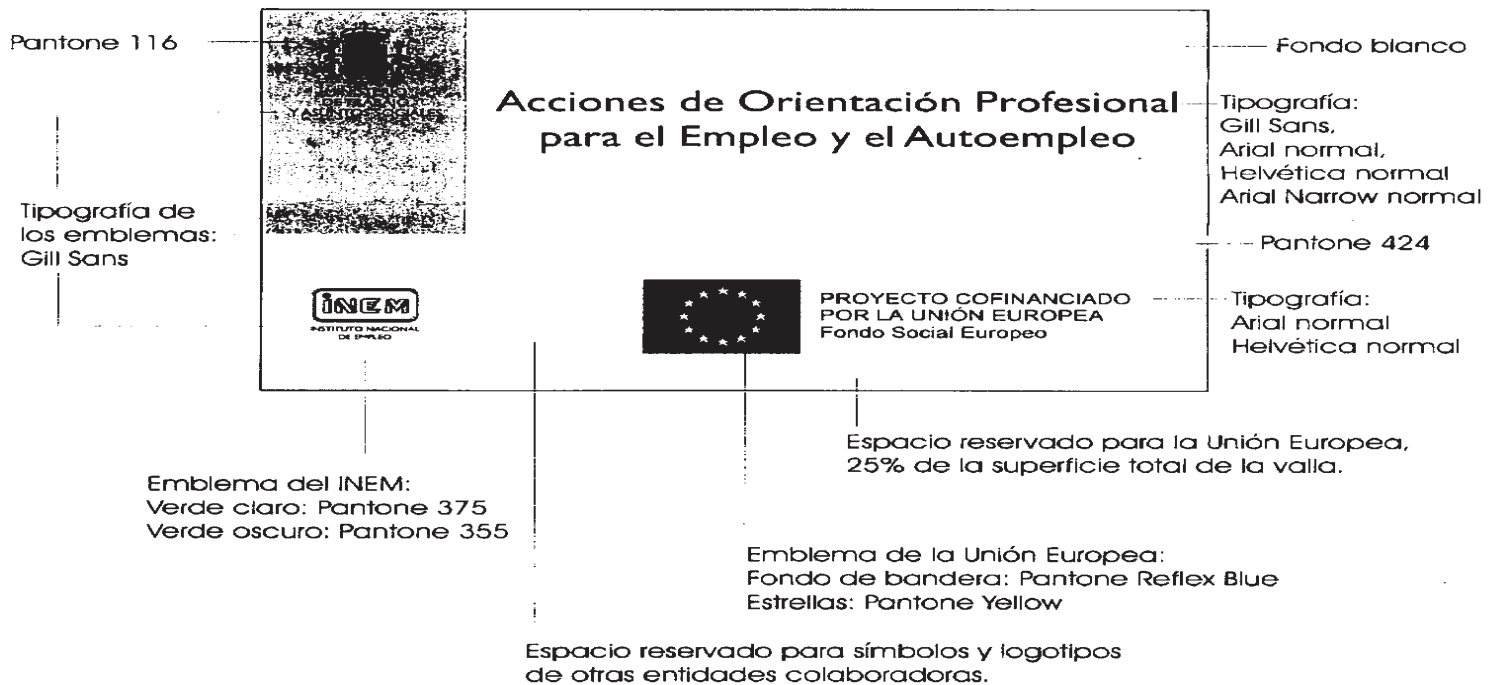 Pantone 116
Fondo blanco
MINISTERIO
DE TRABAJO
Y ASUNTOS SOCIALES
Acciones de Orientación Profesional
para el Empleo y el Autoempleo
Tipografía:
Gill Sans,
Arial normal,
Helvética normal
Arial Narrow normal
Tipografía de
los emblemas:
Gill Sans
Pantone 424
iNEM
INSTITUTO NACIONAL
DE EMPLEO
PROYECTO COFINANCIADO
POR LA UNIÓN EUROPEA
Fondo Social Europeo
Tipografía:
Arial normal
Helvética normal
Espacio reservado para la Unión Europea,
25% de la superficie total de la valla.
Emblema del INEM:
Verde claro: Pantone 375
Verde oscuro: Pantone 355
Emblema de la Unión Europea:
Fondo de bandera: Pantone Reflex Blue
Estrellas: Pantone Yellow
Espacio reservado para símbolos y logotipos
de otras entidades colaboradoras.